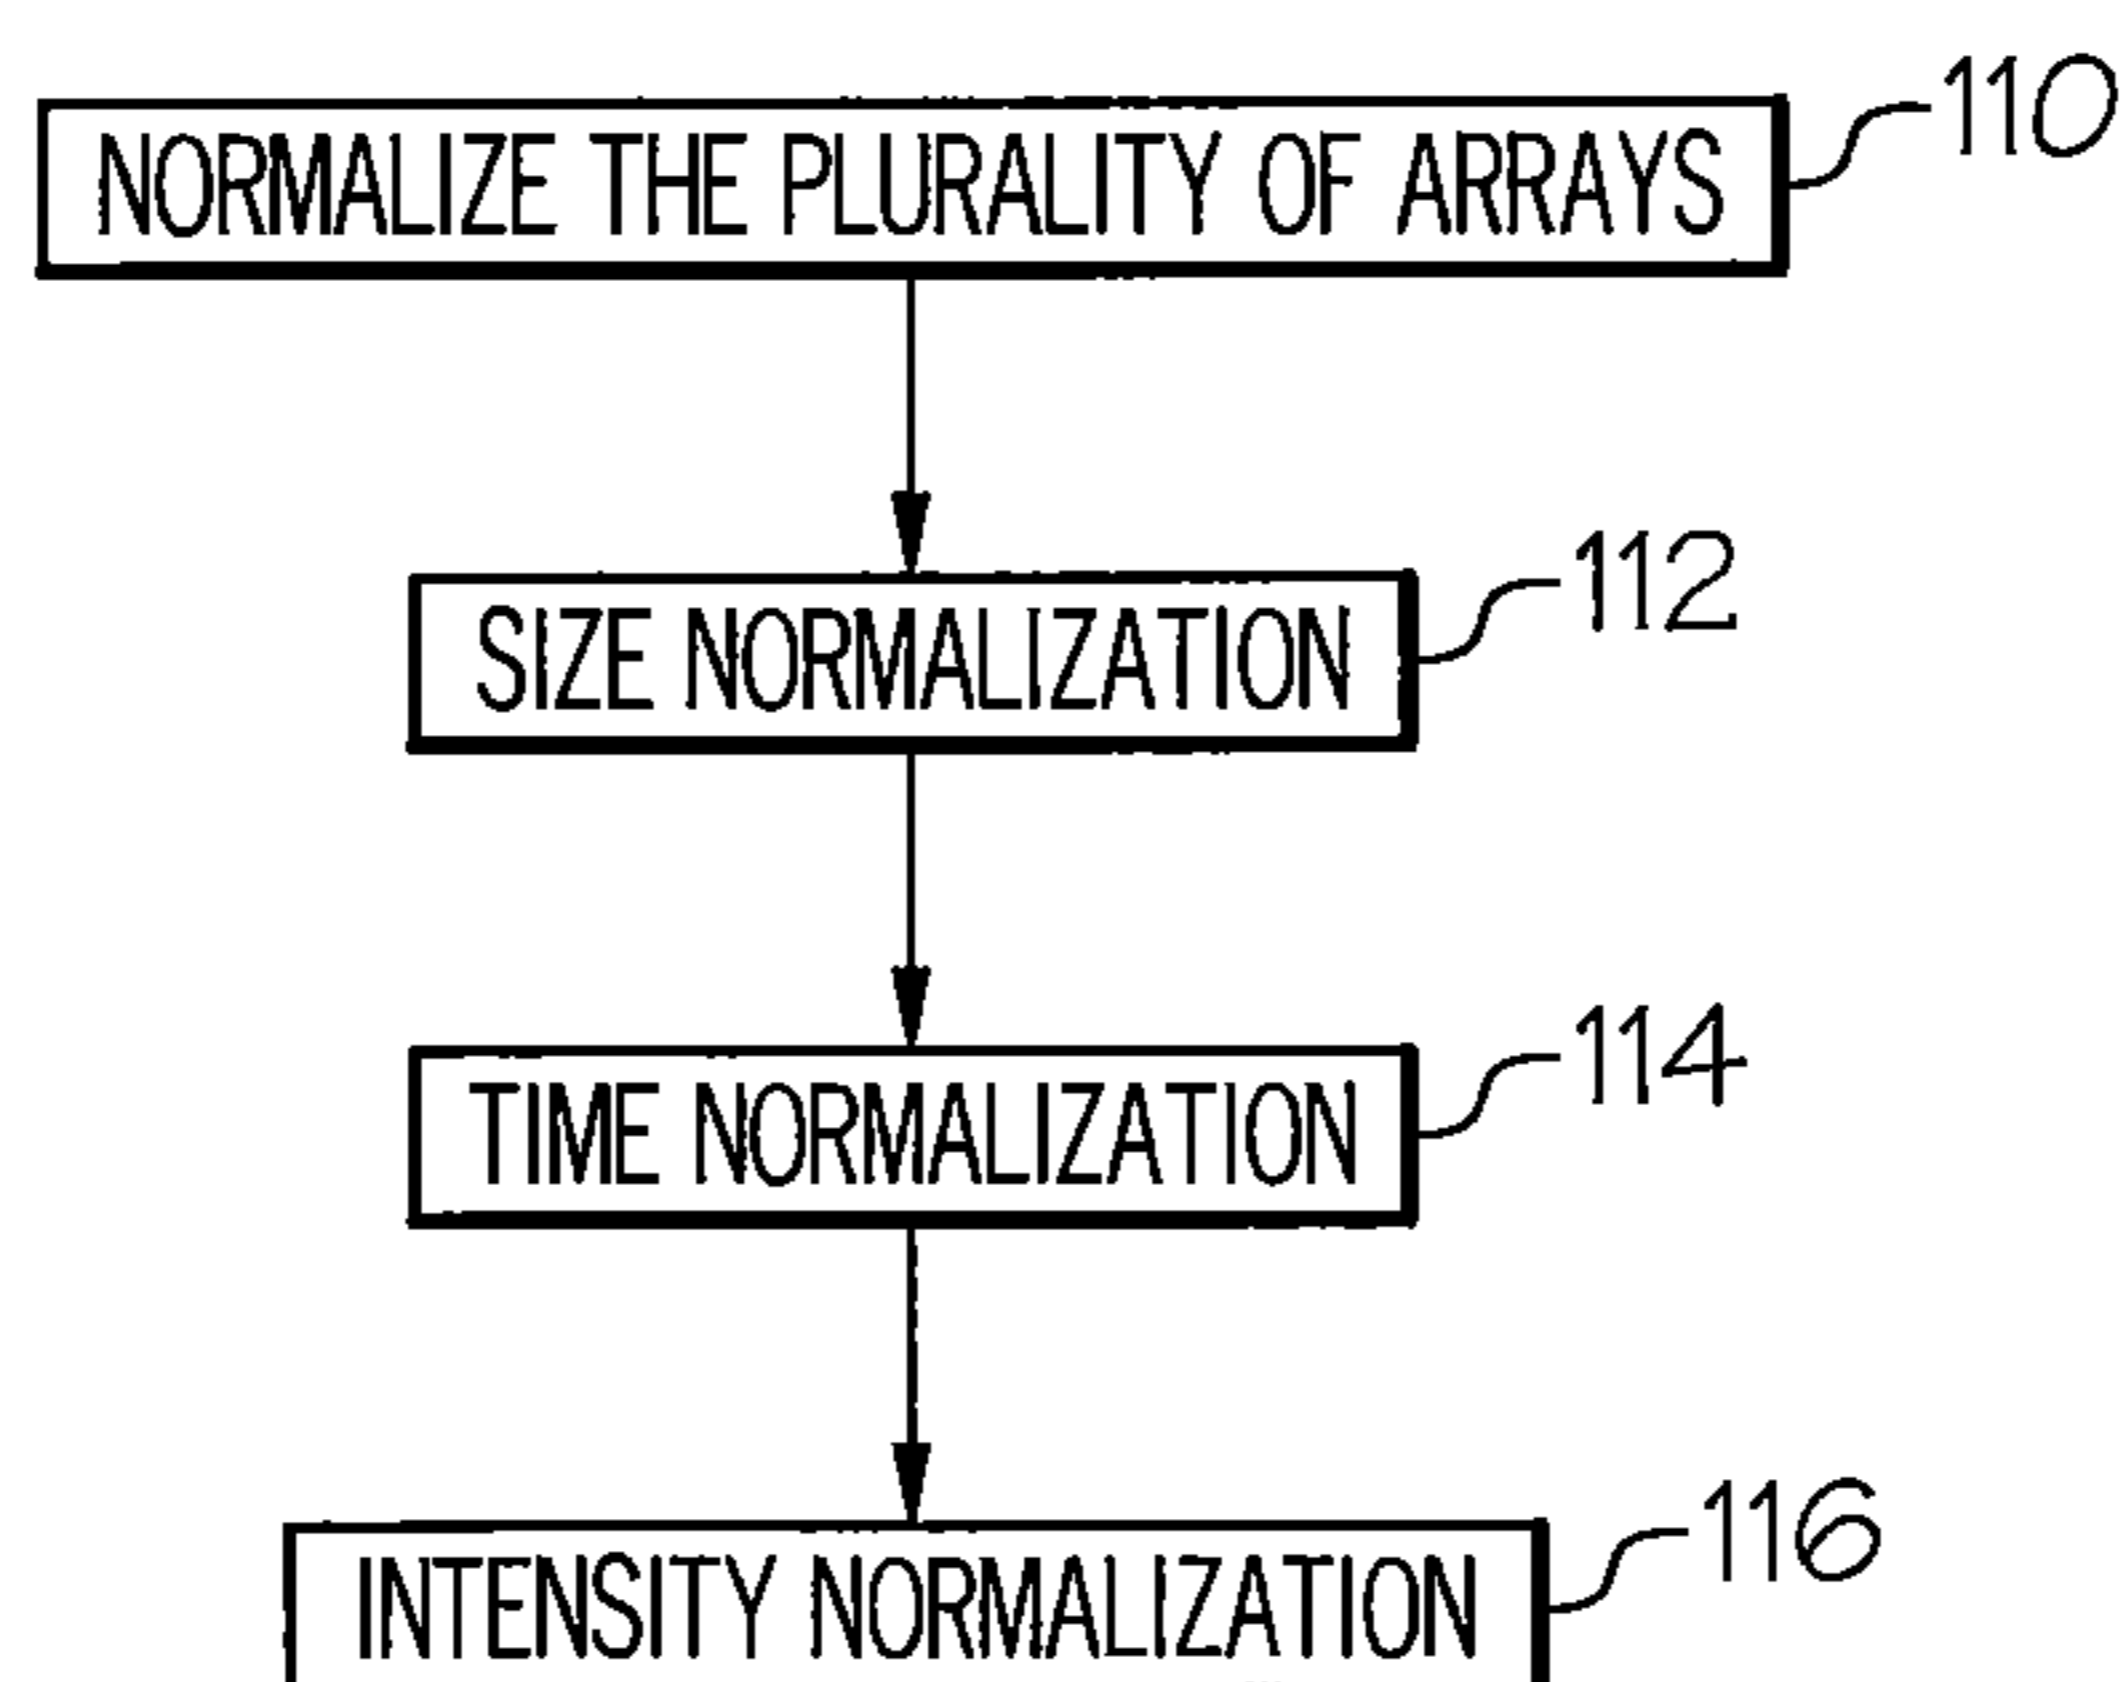 110
NORMALIZE THE PLURALITY OF ARRAYS
112
SIZE NORMALIZATION
114
TIME NORMALIZATION
116
INTENSITY NORMALIZATION